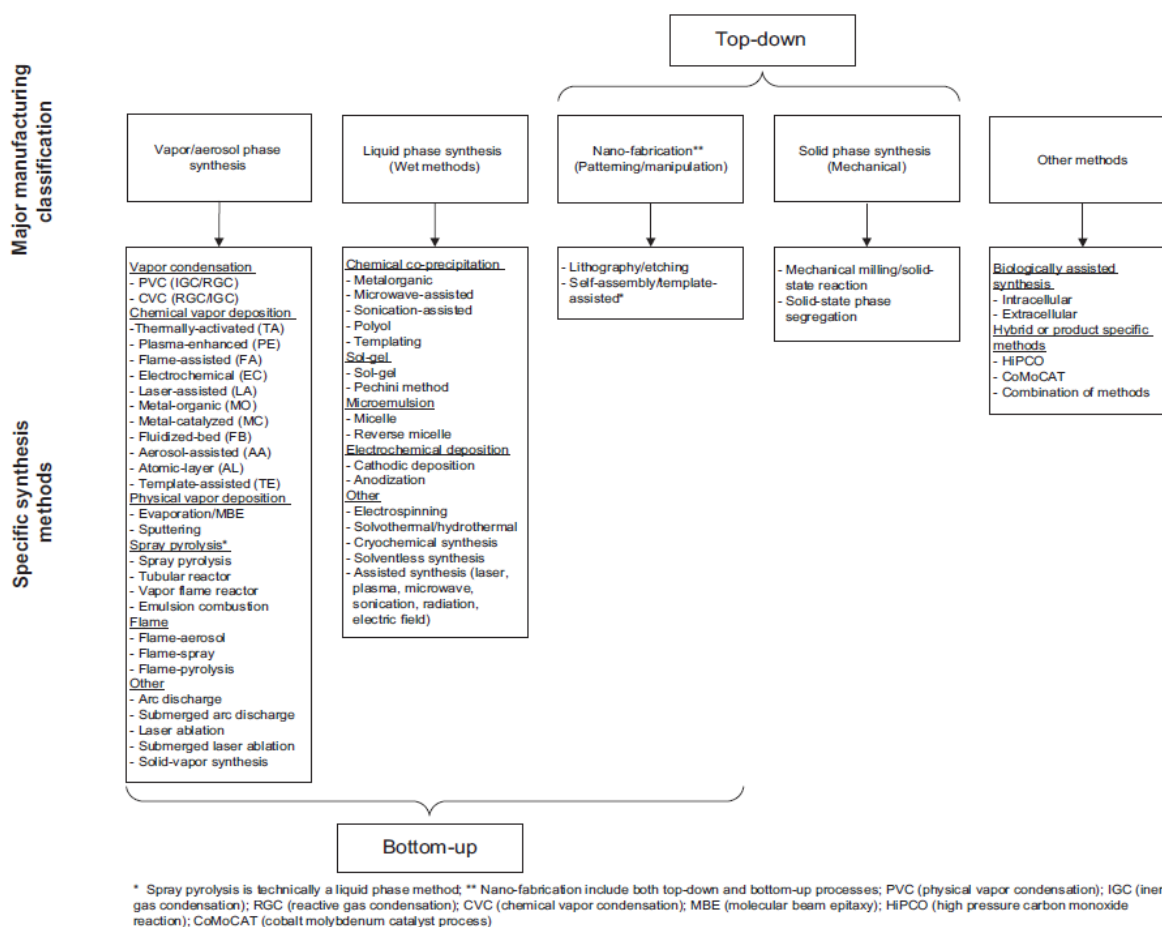 Top-down
Major manufacturing
classification
Vapor/aerosol phase
synthesis
Liquid phase synthesis
(Wet methods)
Nano-fabrication**
(Patterning/manipulation)
Solid phase synthesis
(Mechanical)
Other methods
Specific synthesis
methods
Vapor condensation
- PVC (IGC/RGC)
- CVC (RGC/IGC)
Chemical vapor deposition
-Thermally-activated (TA)
- Plasma-enhanced (PE)
- Flame-assisted (FA)
- Electrochemical (EC)
- Laser-assisted (LA)
- Metal-organic (MO)
- Metal-catalyzed (MC)
- Fluidized-bed (FB)
- Aerosol-assisted (AA)
- Atomic-layer (AL)
- Template-assisted (TE)
Physical vapor deposition
- Evaporation/MBE
- Sputtering
Spray pyrolysis*
- Spray pyrolysis
- Tubular reactor
- Vapor flame reactor
- Emulsion combustion
Flame
- Flame-aerosol
- Flame-spray
- Flame-pyrolysis
Other
- Arc discharge
- Submerged arc discharge
- Laser ablation
- Submerged laser ablation
- Solid-vapor synthesis
Chemical co-precipitation
- Metalorganic
- Microwave-assisted
- Sonication-assisted
- Polyol
- Templating
Sol-gel
- Sol-gel
- Pechini method
Microemulsion
- Micelle
- Reverse micelle
Electrochemical deposition
- Cathodic deposition
- Anodization
Other
- Electrospinning
- Solvothermal/hydrothermal
- Cryochemical synthesis
- Solventless synthesis
- Assisted synthesis (laser,
plasma, microwave,
sonication, radiation,
electric field)
- Lithography/etching
- Self-assembly/template-
assisted*
- Mechanical milling/solid-
state reaction
- Solid-state phase
segregation
Biologically assisted
synthesis
- Intracellular
- Extracellular
Hybrid or product specific
methods
- HiPCO
- CoMoCAT
- Combination of methods
Bottom-up
* Spray pyrolysis is technically a liquid phase method; ** Nano-fabrication include both top-down and bottom-up processes; PVC (physical vapor condensation); IGC (iner
gas condensation); RGC (reactive gas condensation); CVC (chemical vapor condensation); MBE (molecular beam epitaxy); HiPCO (high pressure carbon monoxide
reaction); CoMoCAT (cobalt molybdenum catalyst process)